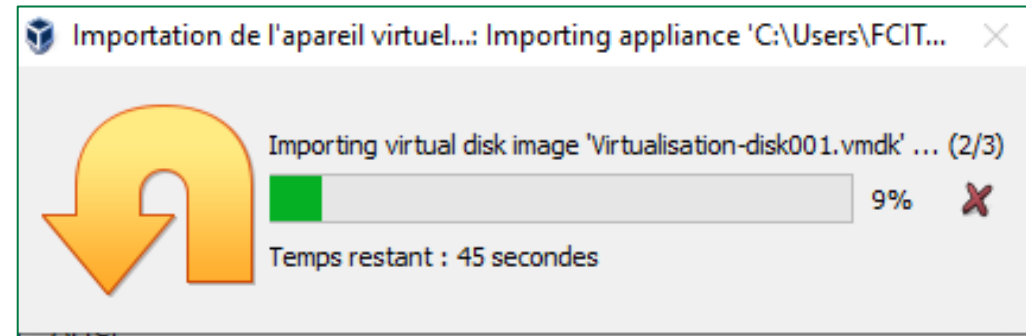 Importation de l'apareil virtuel...: Importing appliance 'C:\Users\FCIT...
Importing virtual disk image 'Virtualisation-disk001.vmdk' ... (2/3)
9%
Temps restant : 45 secondes